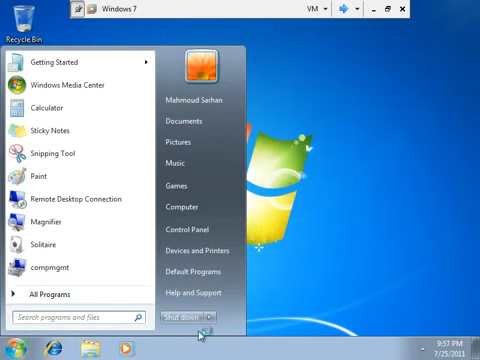 Windows 7
VM
Recycle Bin
Getting Started
Windows Media Center
Calculator
Sticky Notes
Snipping Tool
Paint
Remote Desktop Connection
Magnifier
Solitaire
compmgmt
All Programs
Search programs and files
Mahmoud Sarhan
Documents
Pictures
Music
Games
Computer
Control Panel
Devices and Printers
Default Programs
Help and Support
Shut down
9:57 PM
7/25/2011